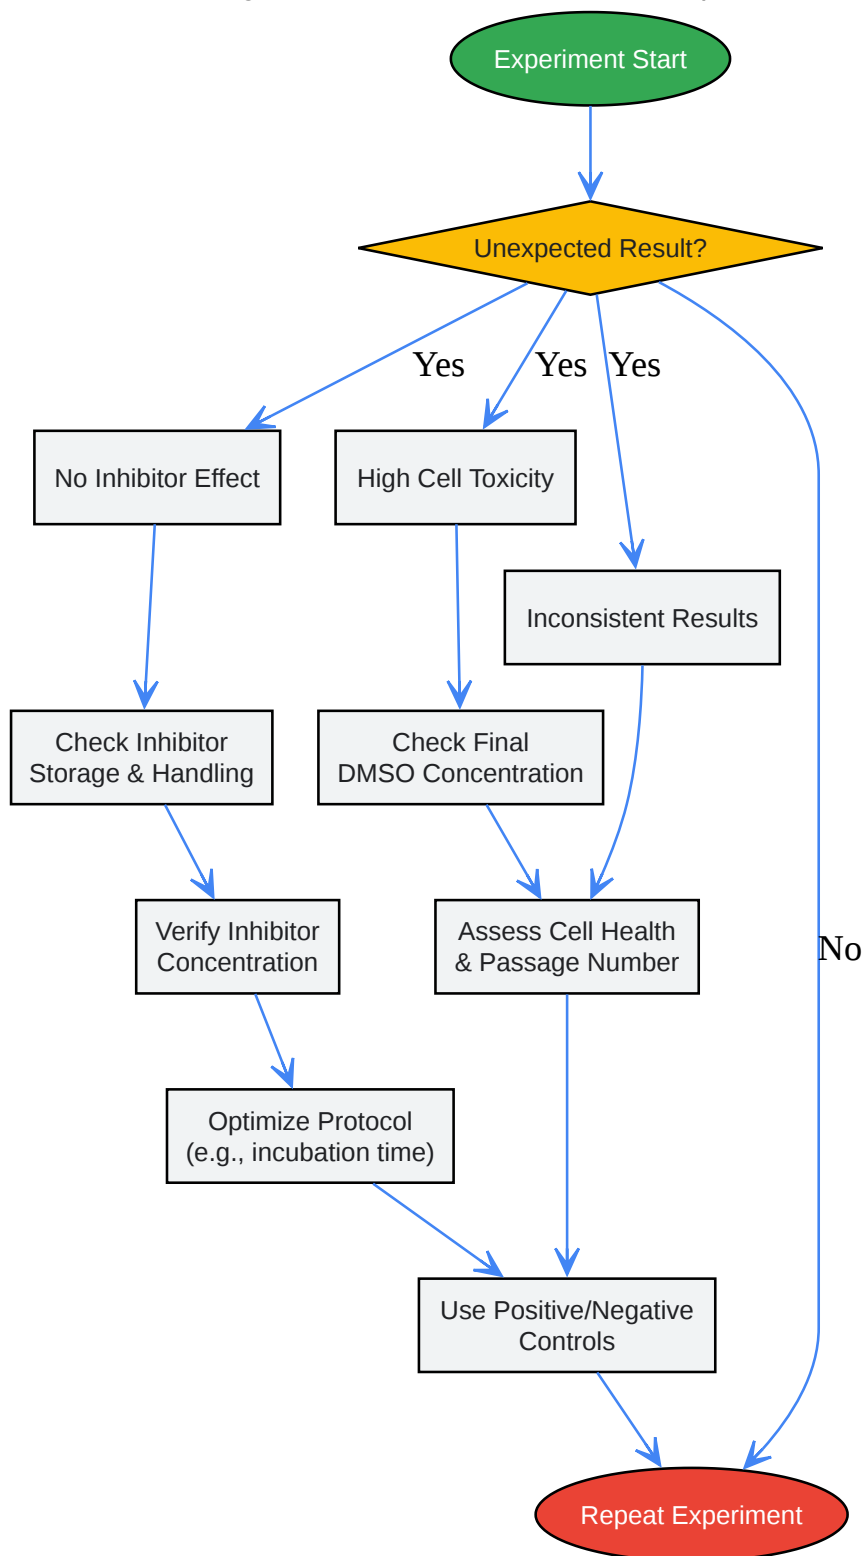 Experiment Start
Unexpected Result?
Yes
Yes
Yes
No Inhibitor Effect
High Cell Toxicity
Inconsistent Results
Check Inhibitor
Storage & Handling
Check Final
DMSO Concentration
Verify Inhibitor
Concentration
Assess Cell Health
& Passage Number
No
Optimize Protocol
(e.g., incubation time)
Use Positive/Negative
Controls
Repeat Experiment